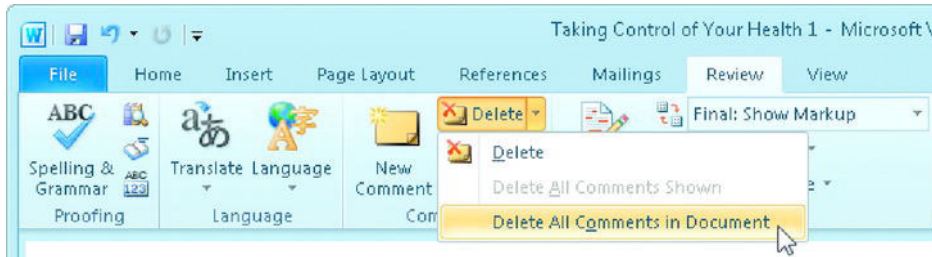 W Taking Control of Your Health 1 - Microsoft
File Home Insert Page Layout References Mailings Review View
ABC
Spelling & Grammar
ABC
123
Proofing
Translate Language
Language
New Comment
Delete
Final: Show Markup
Delete
Delete All Comments Shown
Delete All Comments in Document